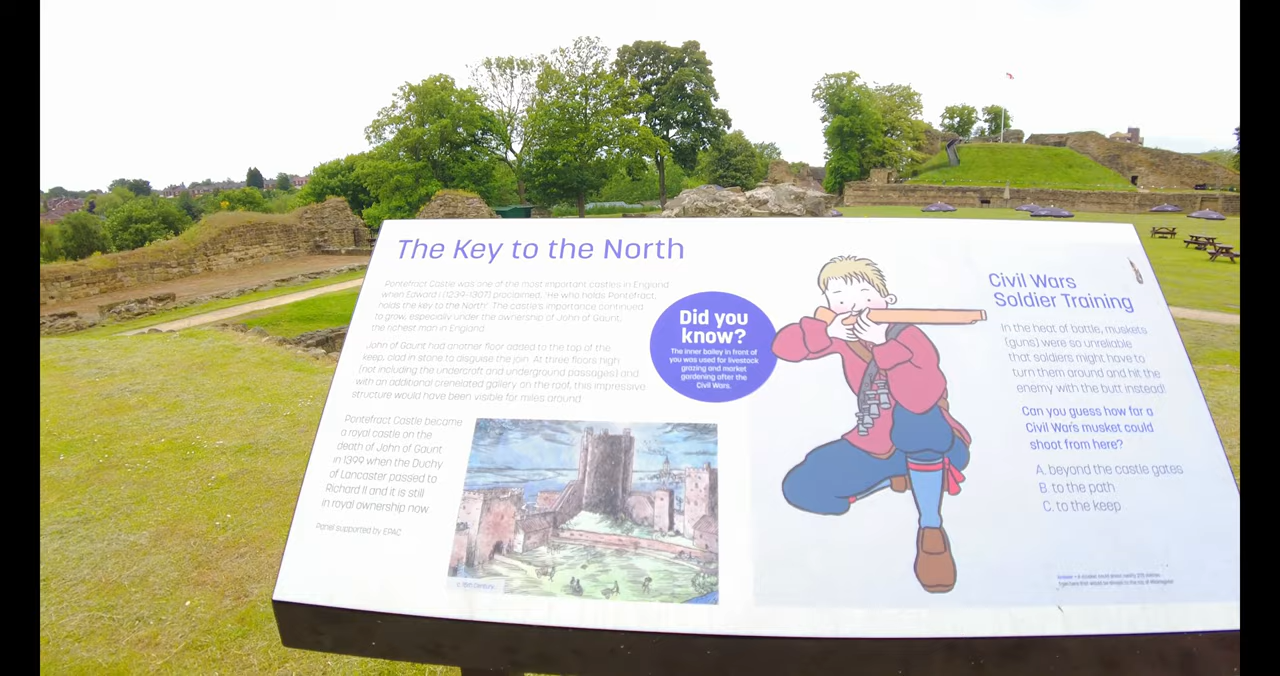 The Key to the North
Pontefract Castle was one of the most important castles in England
when Edward I (1239-1307) proclaimed, 'He who holds Pontefract,
holds the key to the North'. The castle's importance continued
to grow, especially under the ownership of John of Gaunt,
the richest man in England.
John of Gaunt had another floor added to the top of the
keep, clad in stone to disguise the join. At three floors high
(not including the undercroft and underground passages) and
with an additional crenelated gallery on the roof, this impressive
structure would have been visible for miles around.
Pontefract Castle became
a royal castle on the
death of John of Gaunt
in 1399 when the Duchy
of Lancaster passed to
Richard II and it is still
in royal ownership now.
Panel supported by EPAC
Did you
know?
The inner bailey in front of
you was used for livestock
grazing and market
gardening after the
Civil Wars.
Civil Wars
Soldier Training
In the heat of battle, muskets
(guns) were so unreliable
that soldiers might have to
turn them around and hit the
enemy with the butt instead!
Can you guess how far a
Civil Wars musket could
shoot from here?
A. beyond the castle gates
B. to the path
C. to the keep